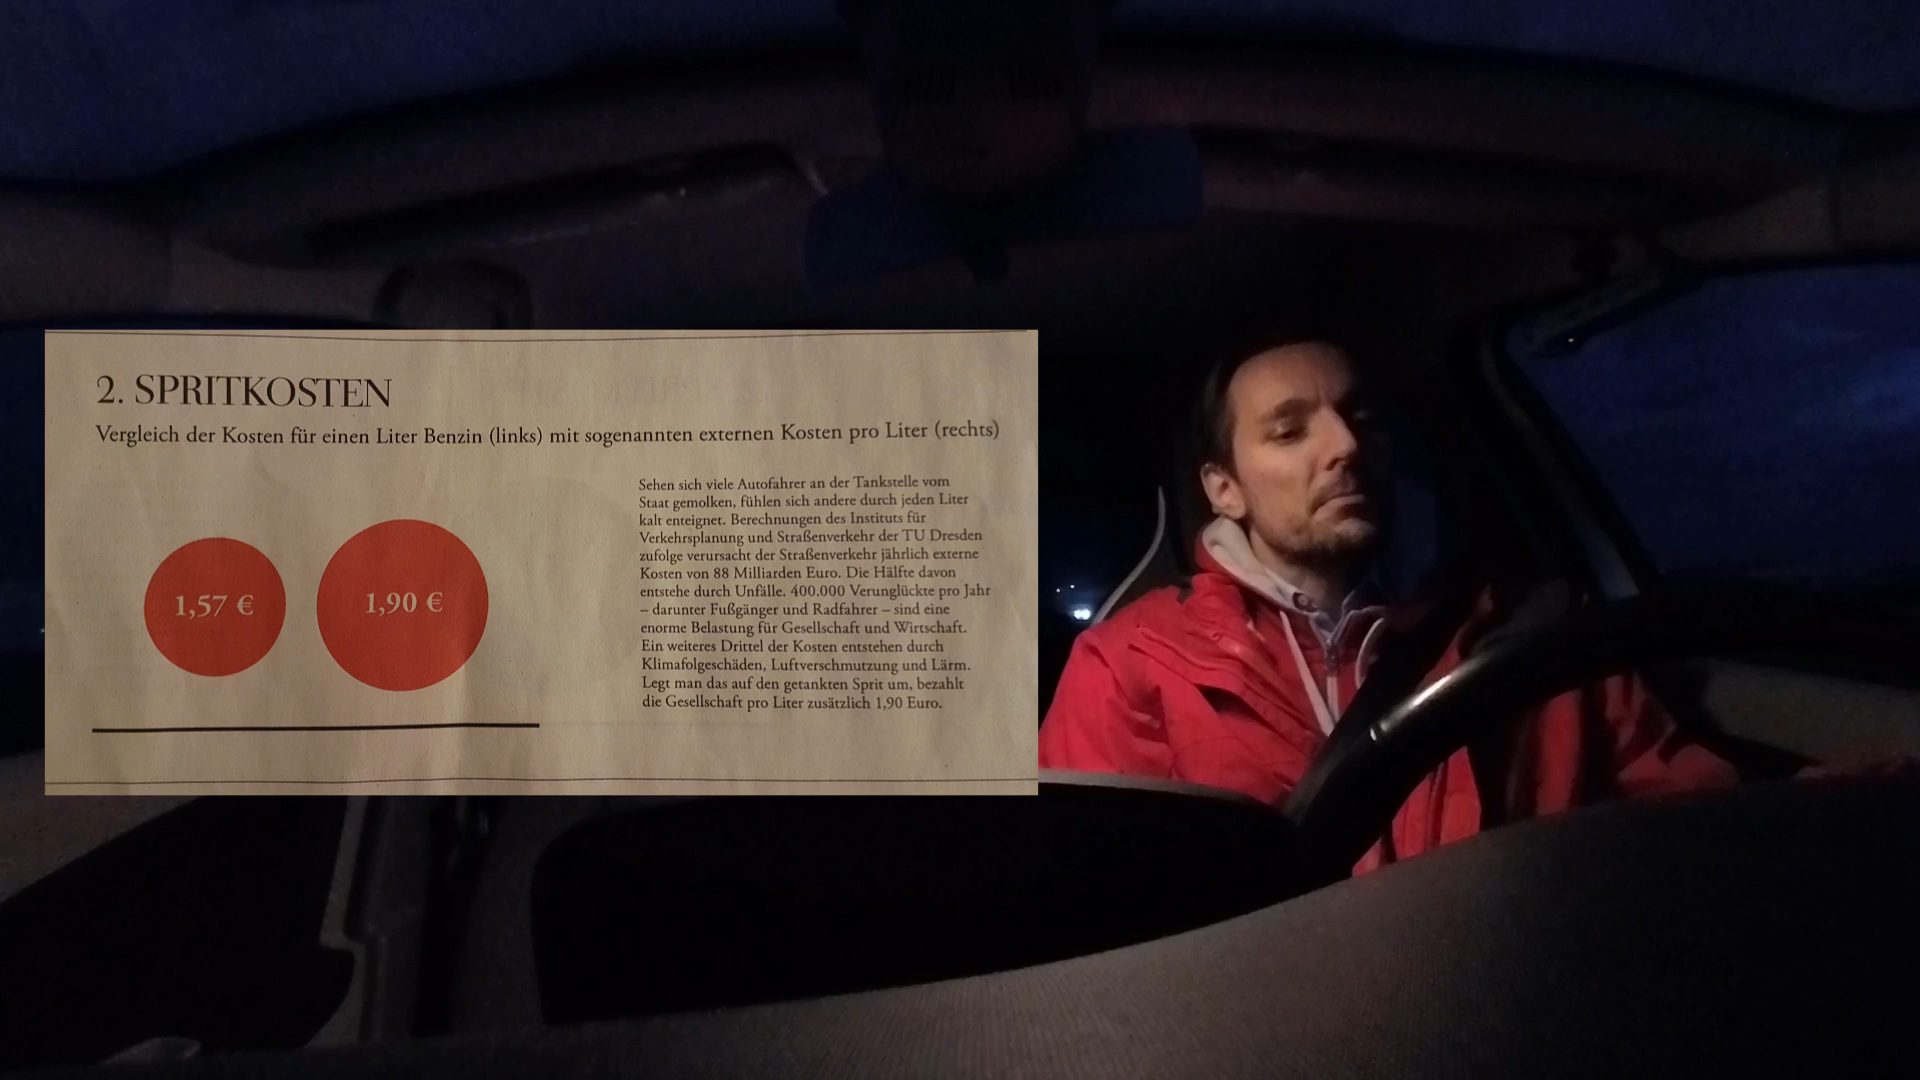 2. SPRITKOSTEN
Vergleich der Kosten für einen Liter Benzin (links) mit sogenannten externen Kosten pro Liter (rechts)
1,57 €
1,90 €
Sehen sich viele Autofahrer an der Tankstelle vom
Staat gemolken, fühlen sich andere durch jeden Liter
kalt enteignet. Berechnungen des Instituts für
Verkehrsplanung und Straßenverkehr der TU Dresden
zufolge verursacht der Straßenverkehr jährlich externe
Kosten von 88 Milliarden Euro. Die Hälfte davon
entstehe durch Unfälle. 400.000 Verunglückte pro Jahr
– darunter Fußgänger und Radfahrer – sind eine
enorme Belastung für Gesellschaft und Wirtschaft.
Ein weiteres Drittel der Kosten entstehen durch
Klimafolgeschäden, Luftverschmutzung und Lärm.
Legt man das auf den getankten Sprit um, bezahlt
die Gesellschaft pro Liter zusätzlich 1,90 Euro.